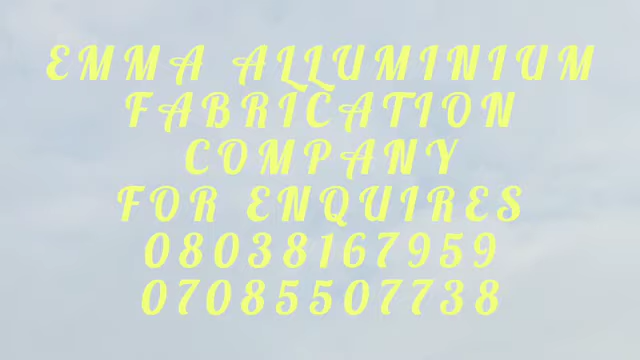 EMMA ALLUMINIUM
FABRICATION
COMPANY
FOR ENQUIRES
08038167959
07085507738